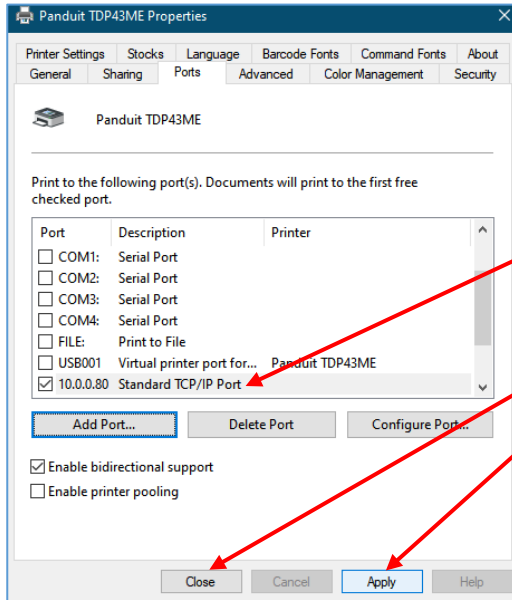 Panduit TDP43ME Properties
Printer Settings Stocks Language Barcode Fonts Command Fonts About
General Sharing Ports Advanced Color Management Security
Panduit TDP43ME
Print to the following port(s). Documents will print to the first free
checked port.
Port Description Printer
COM1: Serial Port
COM2: Serial Port
COM3: Serial Port
COM4: Serial Port
FILE: Print to File
USB001 Virtual printer port for... Panduit TDP43ME
10.0.0.80 Standard TCP/IP Port
Add Port... Delete Port Configure Port...
Enable bidirectional support
Enable printer pooling
Close Cancel Apply Help